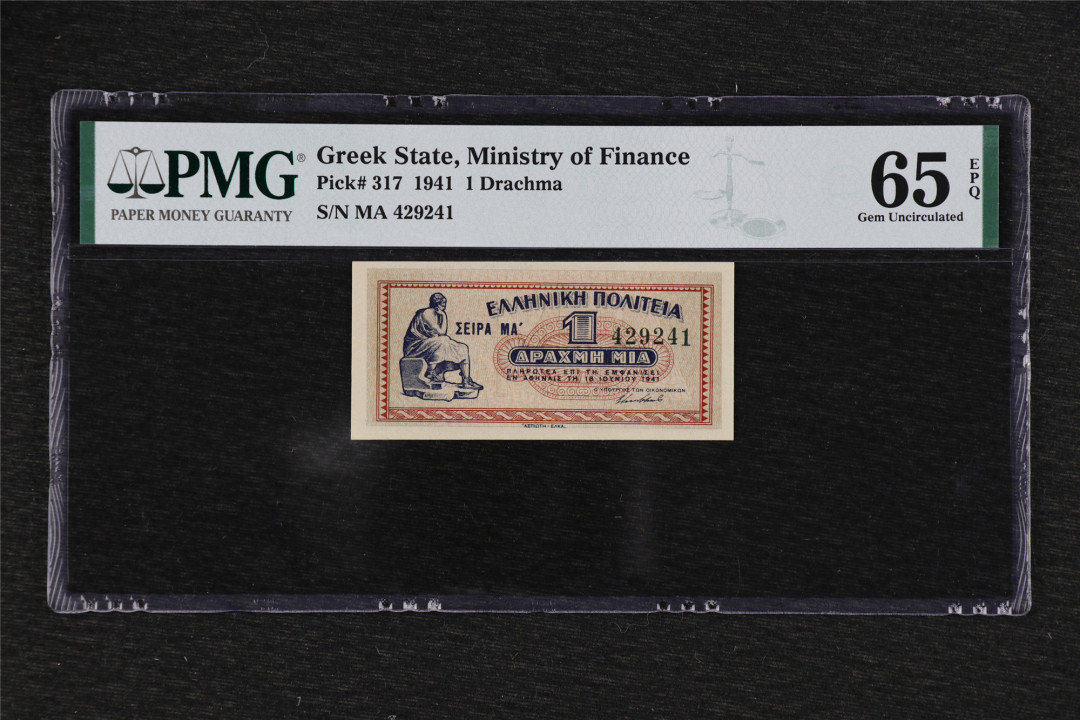 PMG®
PAPER MONEY GUARANTY
Greek State, Ministry of Finance
Pick# 317 1941 1 Drachma
S/N MA 429241
65 EPQ
Gem Uncirculated
ΕΛΛΗΝΙΚΗ ΠΟΛΙΤΕΙΑ
ΣΕΙΡΑ ΜΑ΄
1
429241
ΔΡΑΧΜΗ ΜΙΑ
ΠΛΗΡΩΤΕΑ ΕΠΙ ΤΗ ΕΜΦΑΝΙΣΕΙ
ΕΝ ΑΘΗΝΑΙΣ ΤΗ 18 ΙΟΥΝΙΟΥ 1941
Ο ΥΠΟΥΡΓΟΣ ΤΩΝ ΟΙΚΟΝΟΜΙΚΩΝ
"ΑΣΠΙΩΤΗ - ΕΛΚΑ„